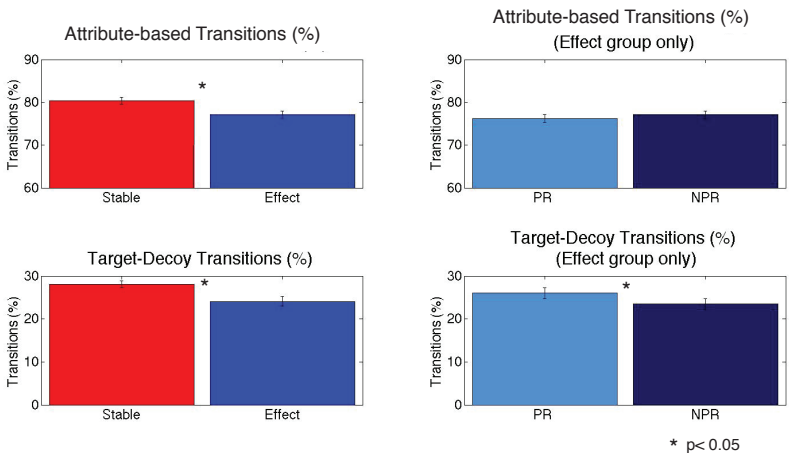 Attribute-based Transitions (%)
90
80
70
60
Transitions (%)
*
Stable
Effect
Attribute-based Transitions (%)
(Effect group only)
90
80
70
60
Transitions (%)
PR
NPR
Target-Decoy Transitions (%)
30
20
10
0
Transitions (%)
*
Stable
Effect
Target-Decoy Transitions (%)
(Effect group only)
30
20
10
0
Transitions (%)
*
PR
NPR
* p< 0.05